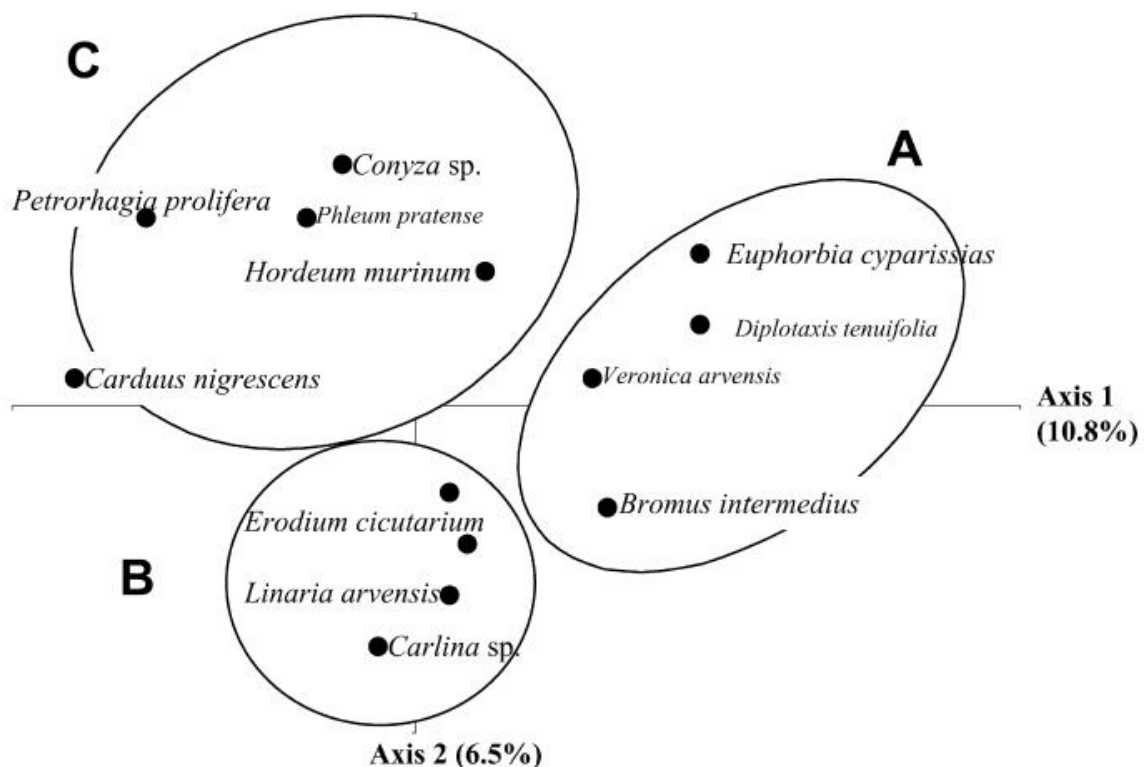 C
A
Conyza sp.
Petrorhagia prolifera
Phleum pratense
Euphorbia cyparissias
Hordeum murinum
Diplotaxis tenuifolia
Carduus nigrescens
Veronica arvensis
Axis 1
(10.8%)
Bromus intermedius
Erodium cicutarium
B
Linaria arvensis
Carlina sp.
Axis 2 (6.5%)